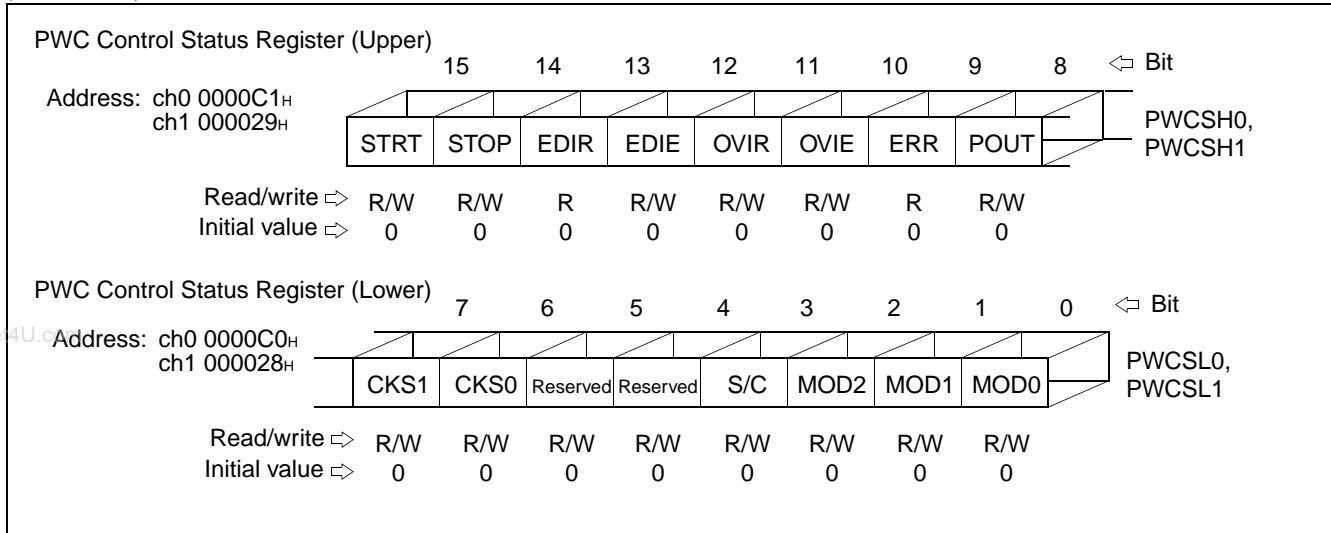 PWC Control Status Register (Upper)
15 14 13 12 11 10 9 8 ⇦ Bit
Address: ch0 0000C1H
ch1 000029H
STRT STOP EDIR EDIE OVIR OVIE ERR POUT
PWCSH0,
PWCSH1
Read/write ⇨ R/W R/W R R/W R/W R/W R R/W
Initial value ⇨ 0 0 0 0 0 0 0 0
PWC Control Status Register (Lower)
7 6 5 4 3 2 1 0 ⇦ Bit
et4U.com
Address: ch0 0000C0H
ch1 000028H
CKS1 CKS0 Reserved Reserved S/C MOD2 MOD1 MOD0
PWCSL0,
PWCSL1
Read/write ⇨ R/W R/W R/W R/W R/W R/W R/W R/W
Initial value ⇨ 0 0 0 0 0 0 0 0